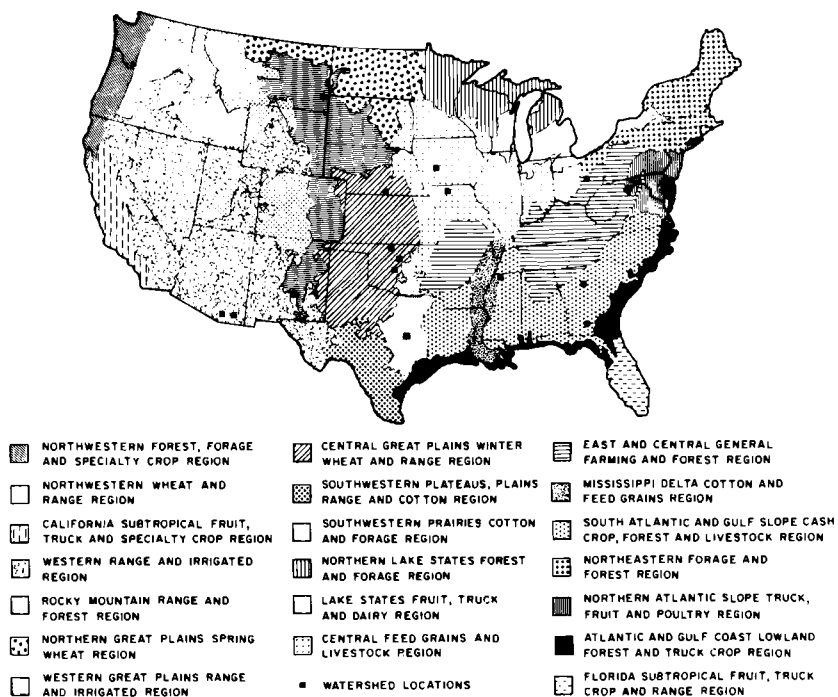 NORTHWESTERN FOREST, FORAGE
AND SPECIALTY CROP REGION
NORTHWESTERN WHEAT AND
RANGE REGION
CALIFORNIA SUBTROPICAL FRUIT,
TRUCK AND SPECIALTY CROP REGION
WESTERN RANGE AND IRRIGATED
REGION
ROCKY MOUNTAIN RANGE AND
FOREST REGION
NORTHERN GREAT PLAINS SPRING
WHEAT REGION
WESTERN GREAT PLAINS RANGE
AND IRRIGATED REGION
CENTRAL GREAT PLAINS WINTER
WHEAT AND RANGE REGION
SOUTHWESTERN PLATEAUS, PLAINS
RANGE AND COTTON REGION
SOUTHWESTERN PRAIRIES COTTON
AND FORAGE REGION
NORTHERN LAKE STATES FOREST
AND FORAGE REGION
LAKE STATES FRUIT, TRUCK
AND DAIRY REGION
CENTRAL FEED GRAINS AND
LIVESTOCK REGION
WATERSHED LOCATIONS
EAST AND CENTRAL GENERAL
FARMING AND FOREST REGION
MISSISSIPPI DELTA COTTON AND
FEED GRAINS REGION
SOUTH ATLANTIC AND GULF SLOPE CASH
CROP, FOREST AND LIVESTOCK REGION
NORTHEASTERN FORAGE AND
FOREST REGION
NORTHERN ATLANTIC SLOPE TRUCK,
FRUIT AND POULTRY REGION
ATLANTIC AND GULF COAST LOWLAND
FOREST AND TRUCK CROP REGION
FLORIDA SUBTROPICAL FRUIT, TRUCK
CROP AND RANGE REGION